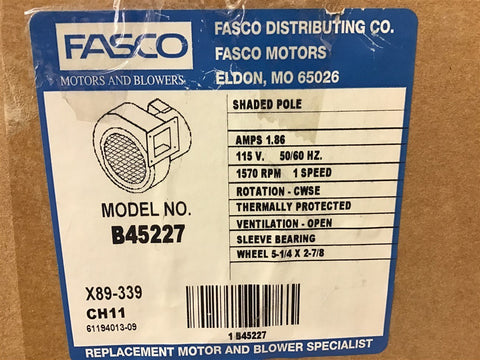 FASCO
MOTORS AND BLOWERS
FASCO DISTRIBUTING CO.
FASCO MOTORS
ELDON, MO 65026
MODEL NO.
B45227
X89-339
CH11
61194013-09
SHADED POLE
AMPS 1.86
115 V. 50/60 HZ.
1570 RPM 1 SPEED
ROTATION - CWSE
THERMALLY PROTECTED
VENTILATION - OPEN
SLEEVE BEARING
WHEEL 5-1/4 X 2-7/8
1 B45227
REPLACEMENT MOTOR AND BLOWER SPECIALIST